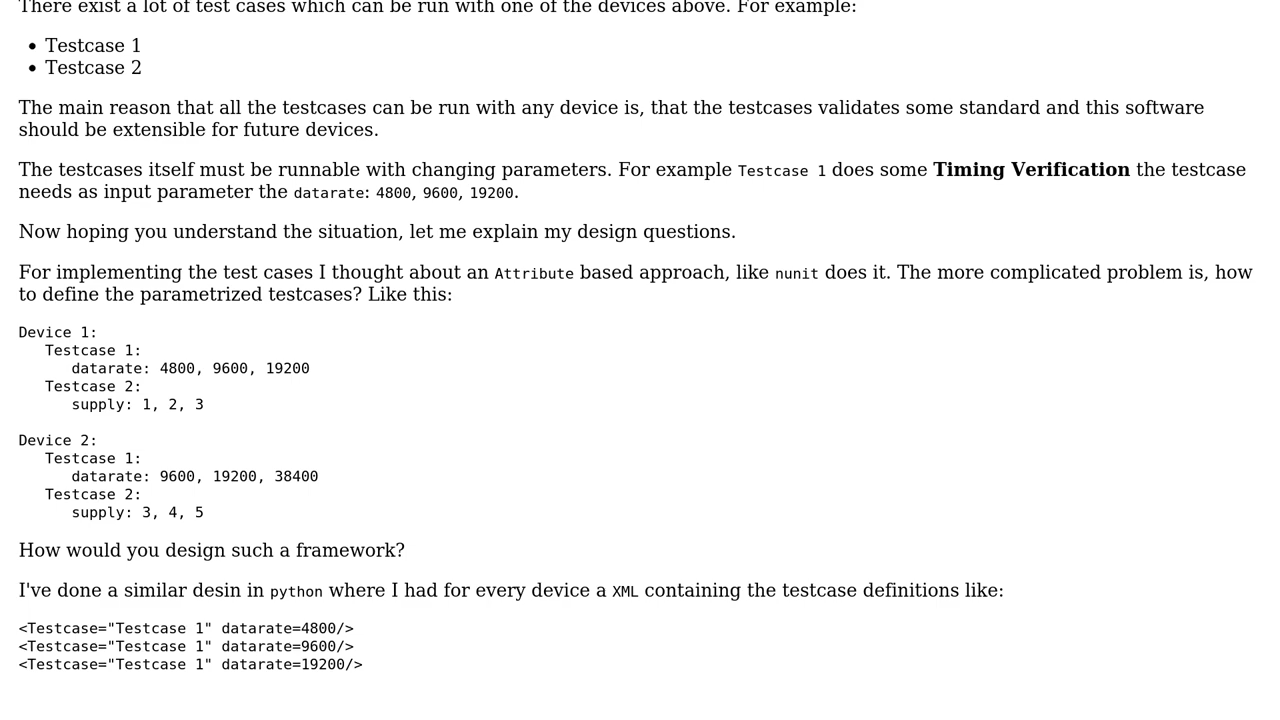 There exist a lot of test cases which can be run with one of the devices above. For example:
• Testcase 1
• Testcase 2
The main reason that all the testcases can be run with any device is, that the testcases validates some standard and this software
should be extensible for future devices.
The testcases itself must be runnable with changing parameters. For example Testcase 1 does some Timing Verification the testcase
needs as input parameter the datarate: 4800, 9600, 19200.
Now hoping you understand the situation, let me explain my design questions.
For implementing the test cases I thought about an Attribute based approach, like nunit does it. The more complicated problem is, how
to define the parametrized testcases? Like this:
Device 1:
   Testcase 1:
      datarate: 4800, 9600, 19200
   Testcase 2:
      supply: 1, 2, 3
Device 2:
   Testcase 1:
      datarate: 9600, 19200, 38400
   Testcase 2:
      supply: 3, 4, 5
How would you design such a framework?
I've done a similar desin in python where I had for every device a XML containing the testcase definitions like:
<Testcase="Testcase 1" datarate=4800/>
<Testcase="Testcase 1" datarate=9600/>
<Testcase="Testcase 1" datarate=19200/>